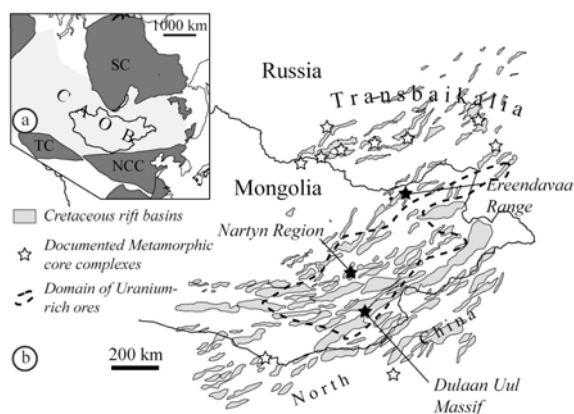 1000 km
SC
CAOB
a
TC
NCC
Russia
Transbaikalia
Mongolia
Ereendavaa
Range
Nartyn Region
Cretaceous rift basins
Documented Metamorphic
core complexes
Domain of Uranium-
rich ores
b
200 km
North China
Dulaan Uul
Massif